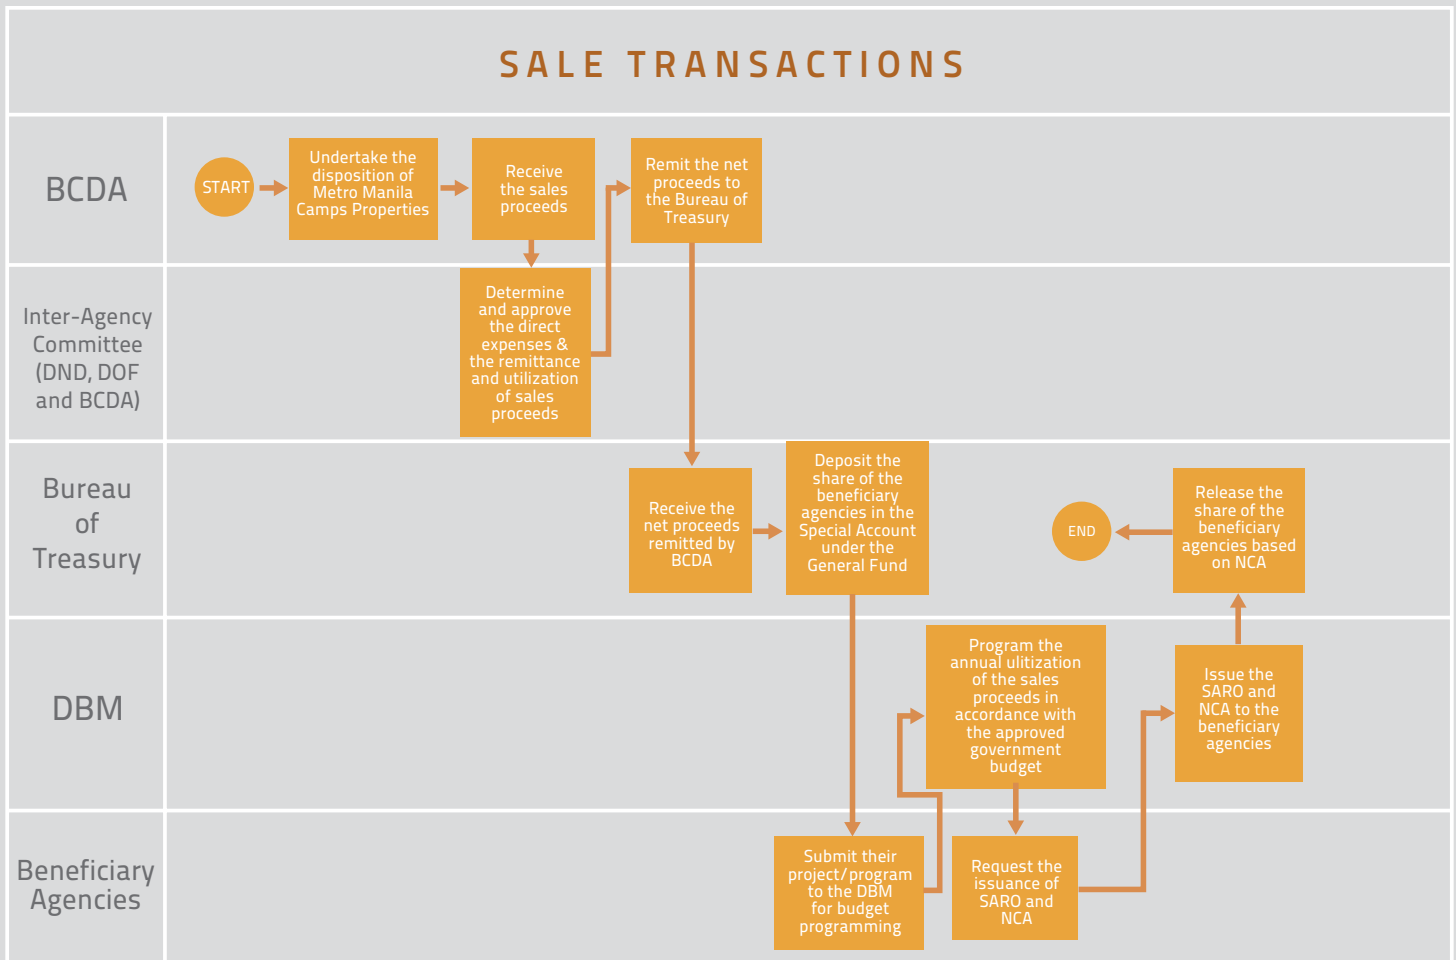 SALE TRANSACTIONS
BCDA
START
Undertake the
disposition of
Metro Manila
Camps Properties
Receive
the sales
proceeds
Remit the net
proceeds to
the Bureau of
Treasury
Inter-Agency
Committee
(DND, DOF
and BCDA)
Determine
and approve
the direct
expenses &
the remittance
and utilization
of sales
proceeds
Bureau
of
Treasury
Receive the
net proceeds
remitted by
BCDA
Deposit the
share of the
beneficiary
agencies in the
Special Account
under the
General Fund
END
Release the
share of the
beneficiary
agencies based
on NCA
DBM
Program the
annual ulitization
of the sales
proceeds in
accordance with
the approved
government
budget
Issue the
SARO and
NCA to the
beneficiary
agencies
Beneficiary
Agencies
Submit their
project/program
to the DBM
for budget
programming
Request the
issuance of
SARO and
NCA